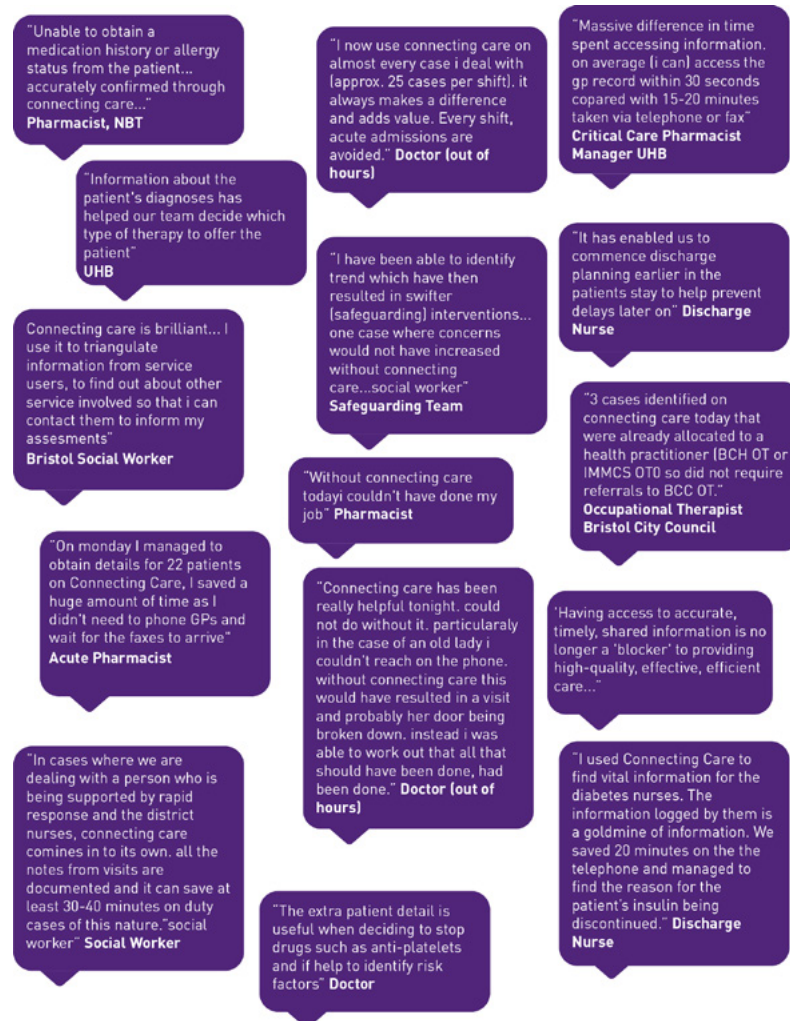 “Unable to obtain a
medication history or allergy
status from the patient...
accurately confirmed through
connecting care...”
Pharmacist, NBT
“I now use connecting care on
almost every case i deal with
(approx. 25 cases per shift). it
always makes a difference
and adds value. Every shift,
acute admissions are
avoided.” Doctor (out of
hours)
“Massive difference in time
spent accessing information.
on average (i can) access the
gp record within 30 seconds
copared with 15-20 minutes
taken via telephone or fax”
Critical Care Pharmacist
Manager UHB
“Information about the
patient's diagnoses has
helped our team decide which
type of therapy to offer the
patient”
UHB
“I have been able to identify
trend which have then
resulted in swifter
(safeguarding) interventions...
one case where concerns
would not have increased
without connecting
care...social worker”
Safeguarding Team
“It has enabled us to
commence discharge
planning earlier in the
patients stay to help prevent
delays later on” Discharge
Nurse
Connecting care is brilliant... I
use it to triangulate
information from service
users, to find out about other
service involved so that i can
contact them to inform my
assesments”
Bristol Social Worker
“3 cases identified on
connecting care today that
were already allocated to a
health practitioner (BCH OT or
IMMCS OT0 so did not require
referrals to BCC OT.”
Occupational Therapist
Bristol City Council
“Without connecting care
todayi couldn't have done my
job” Pharmacist
“On monday I managed to
obtain details for 22 patients
on Connecting Care, I saved a
huge amount of time as I
didn't need to phone GPs and
wait for the faxes to arrive”
Acute Pharmacist
“Connecting care has been
really helpful tonight. could
not do without it. particularaly
in the case of an old lady i
couldn't reach on the phone.
without connecting care this
would have resulted in a visit
and probably her door being
broken down. instead i was
able to work out that all that
should have been done, had
been done.” Doctor (out of
hours)
'Having access to accurate,
timely, shared information is no
longer a 'blocker' to providing
high-quality, effective, efficient
care...”
“In cases where we are
dealing with a person who is
being supported by rapid
response and the district
nurses, connecting care
comines in to its own. all the
notes from visits are
documented and it can save at
least 30-40 minutes on duty
cases of this nature.”social
worker” Social Worker
“I used Connecting Care to
find vital information for the
diabetes nurses. The
information logged by them is
a goldmine of information. We
saved 20 minutes on the the
telephone and managed to
find the reason for the
patient's insulin being
discontinued.” Discharge
Nurse
“The extra patient detail is
useful when deciding to stop
drugs such as anti-platelets
and if help to identify risk
factors” Doctor